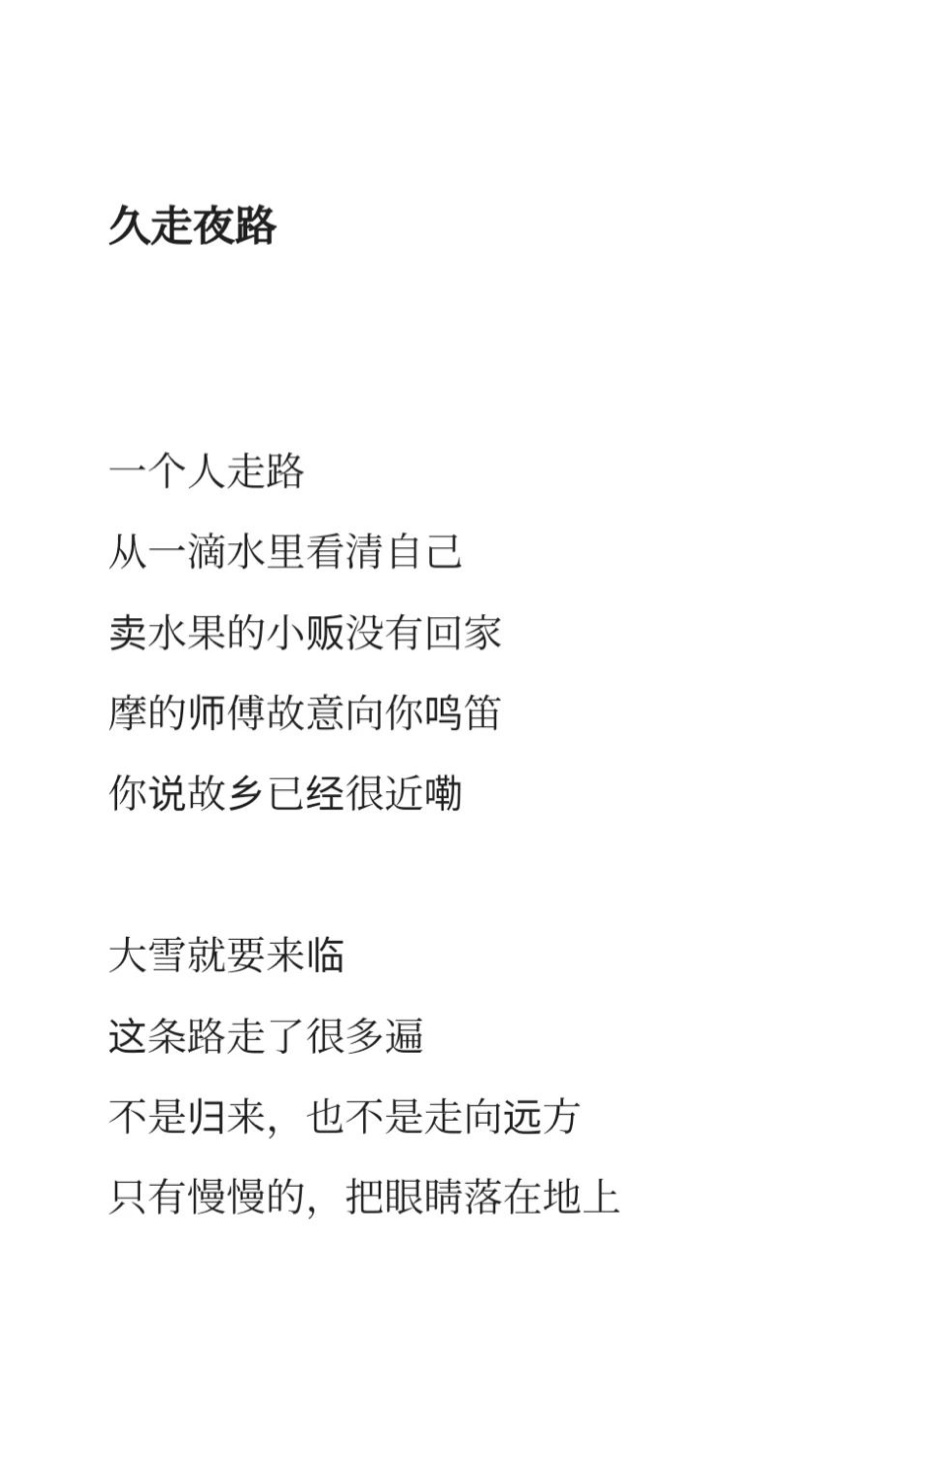 久走夜路
一个人走路
从一滴水里看清自己
卖水果的小贩没有回家
摩的师傅故意向你鸣笛
你说故乡已经很近嘞
大雪就要来临
这条路走了很多遍
不是归来，也不是走向远方
只有慢慢的，把眼睛落在地上